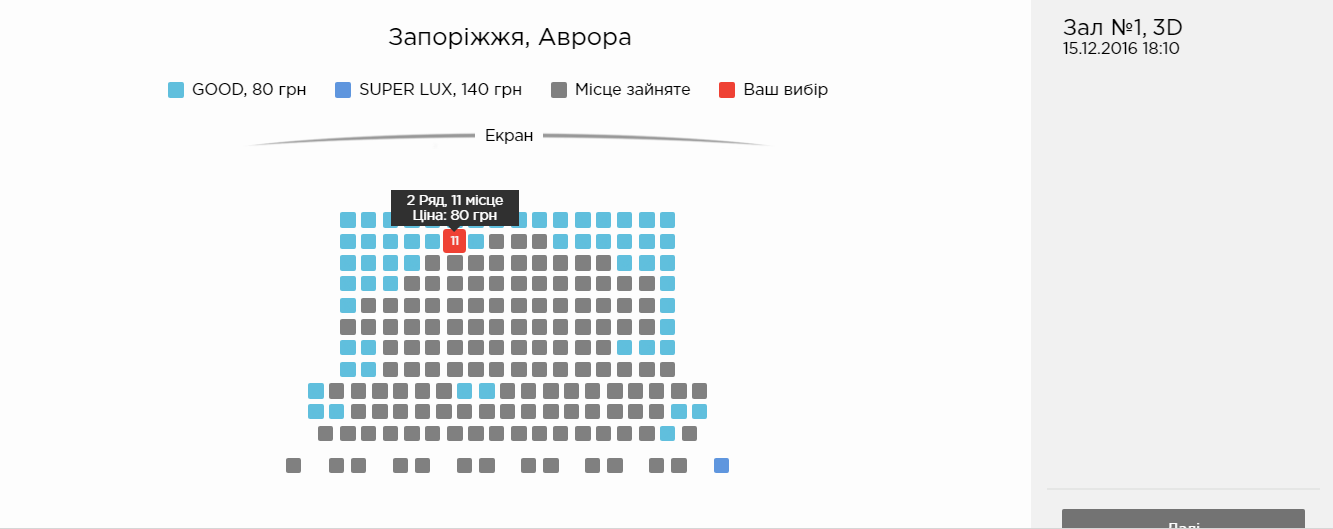 Запоріжжя, Аврора
GOOD, 80 грн
SUPER LUX, 140 грн
Місце зайняте
Ваш вибір
Екран
2 Ряд, 11 місце
Ціна: 80 грн
11
Зал №1, 3D
15.12.2016 18:10
Далі